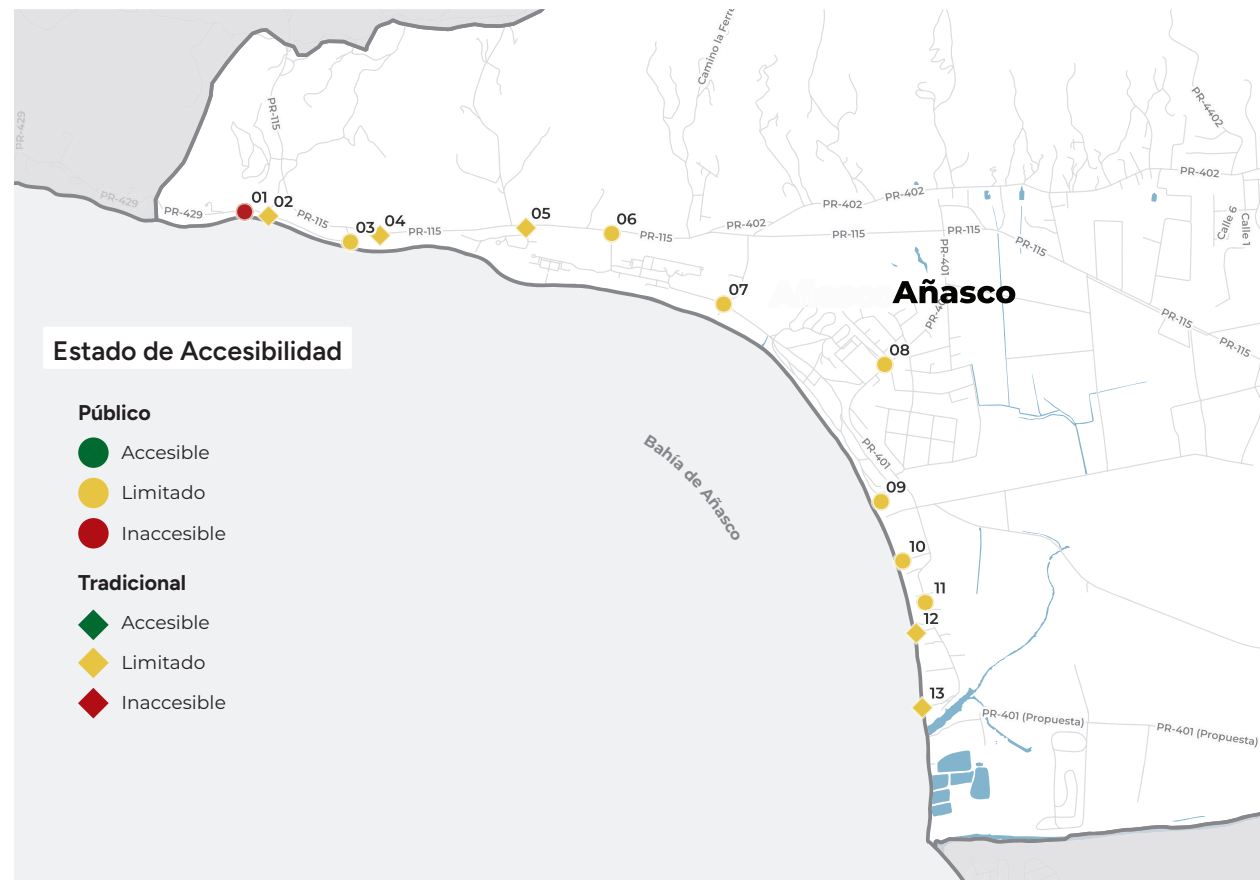 Camino la Ferr
PR-429
PR-115
PR-4402
PR-402
PR-429
PR-402
PR-402
PR-402
01
02
PR-429
PR-115
03
04
PR-115
05
06
PR-115
PR-115
PR-115
PR-115
Calle 6
Calle 1
PR-401
07
Añasco
PR-40
PR-115
PR-115
Estado de Accesibilidad
08
Público
Accesible
Limitado
Inaccesible
Tradicional
Accesible
Limitado
Inaccesible
Bahía de Añasco
PR-401
09
10
11
12
13
PR-401 (Propuesta)
PR-401 (Propuesta)